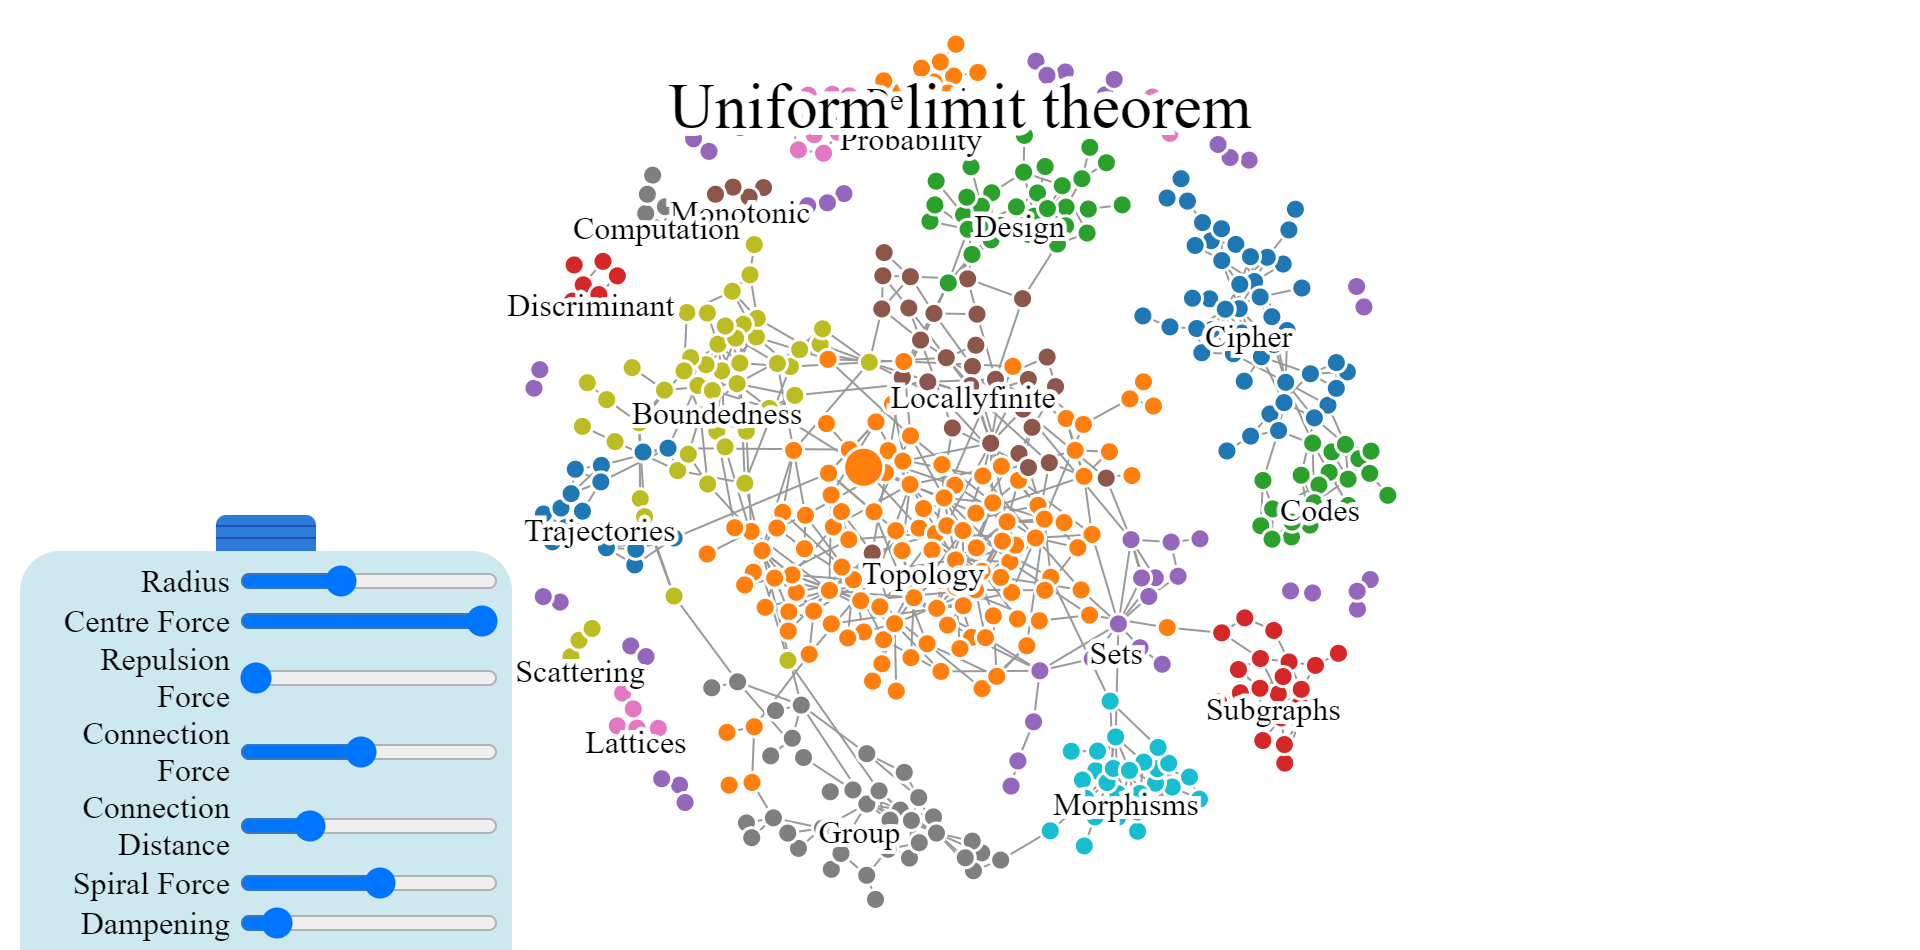 Uniform limit theorem
De
Probability
Monotonic
Computation
Design
Discriminant
Cipher
Locallyfinite
Boundedness
Codes
Trajectories
Topology
Radius
Centre Force
Sets
Repulsion
Force
Scattering
Subgraphs
Lattices
Connection
Force
Morphisms
Connection
Distance
Group
Spiral Force
Dampening